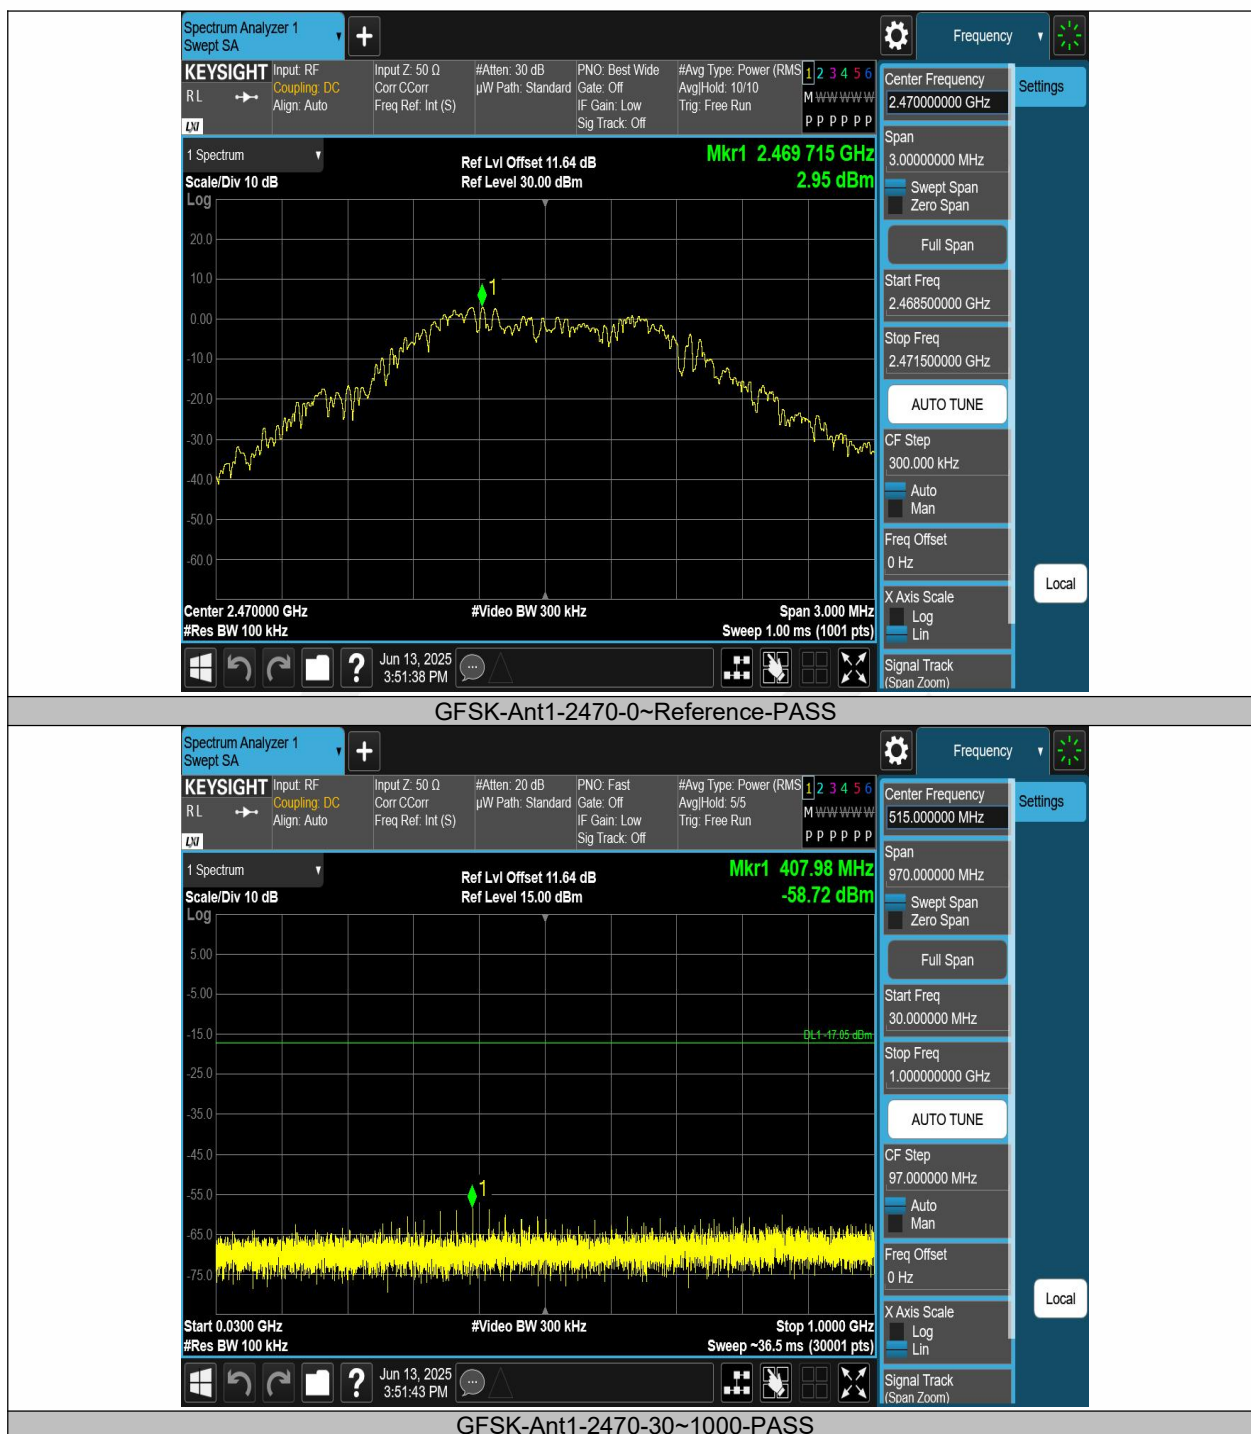 Spectrum Analyzer 1
Swept SA
Frequency
KEYSIGHT
RL
LXI
Input: RF
Coupling: DC
Align: Auto
Input Z: 50 Ω
Corr CCorr
Freq Ref: Int (S)
#Atten: 30 dB
µW Path: Standard
PNO: Best Wide
Gate: Off
IF Gain: Low
Sig Track: Off
#Avg Type: Power (RMS
Avg|Hold: 10/10
Trig: Free Run
1 2 3 4 5 6
M W W W W W
P P P P P P
1 Spectrum
Scale/Div 10 dB
Log
Ref Lvl Offset 11.64 dB
Ref Level 30.00 dBm
Mkr1 2.469 715 GHz
2.95 dBm
1
20.0
10.0
0.00
-10.0
-20.0
-30.0
-40.0
-50.0
-60.0
Center 2.470000 GHz
#Res BW 100 kHz
#Video BW 300 kHz
Span 3.000 MHz
Sweep 1.00 ms (1001 pts)
Jun 13, 2025
3:51:38 PM
Center Frequency
2.470000000 GHz
Span
3.00000000 MHz
Swept Span
Zero Span
Full Span
Start Freq
2.468500000 GHz
Stop Freq
2.471500000 GHz
AUTO TUNE
CF Step
300.000 kHz
Auto
Man
Freq Offset
0 Hz
X Axis Scale
Log
Lin
Signal Track
(Span Zoom)
Settings
Local
GFSK-Ant1-2470-0~Reference-PASS
Spectrum Analyzer 1
Swept SA
Frequency
KEYSIGHT
RL
LXI
Input: RF
Coupling: DC
Align: Auto
Input Z: 50 Ω
Corr CCorr
Freq Ref: Int (S)
#Atten: 20 dB
µW Path: Standard
PNO: Fast
Gate: Off
IF Gain: Low
Sig Track: Off
#Avg Type: Power (RMS
Avg|Hold: 5/5
Trig: Free Run
1 2 3 4 5 6
M W W W W W
P P P P P P
1 Spectrum
Scale/Div 10 dB
Log
Ref Lvl Offset 11.64 dB
Ref Level 15.00 dBm
Mkr1 407.98 MHz
-58.72 dBm
5.00
-5.00
-15.0
DL1 -17.05 dBm
-25.0
-35.0
-45.0
-55.0
1
-65.0
-75.0
Start 0.0300 GHz
#Res BW 100 kHz
#Video BW 300 kHz
Stop 1.0000 GHz
Sweep ~36.5 ms (30001 pts)
Jun 13, 2025
3:51:43 PM
Center Frequency
515.000000 MHz
Span
970.000000 MHz
Swept Span
Zero Span
Full Span
Start Freq
30.000000 MHz
Stop Freq
1.000000000 GHz
AUTO TUNE
CF Step
97.000000 MHz
Auto
Man
Freq Offset
0 Hz
X Axis Scale
Log
Lin
Signal Track
(Span Zoom)
Settings
Local
GFSK-Ant1-2470-30~1000-PASS